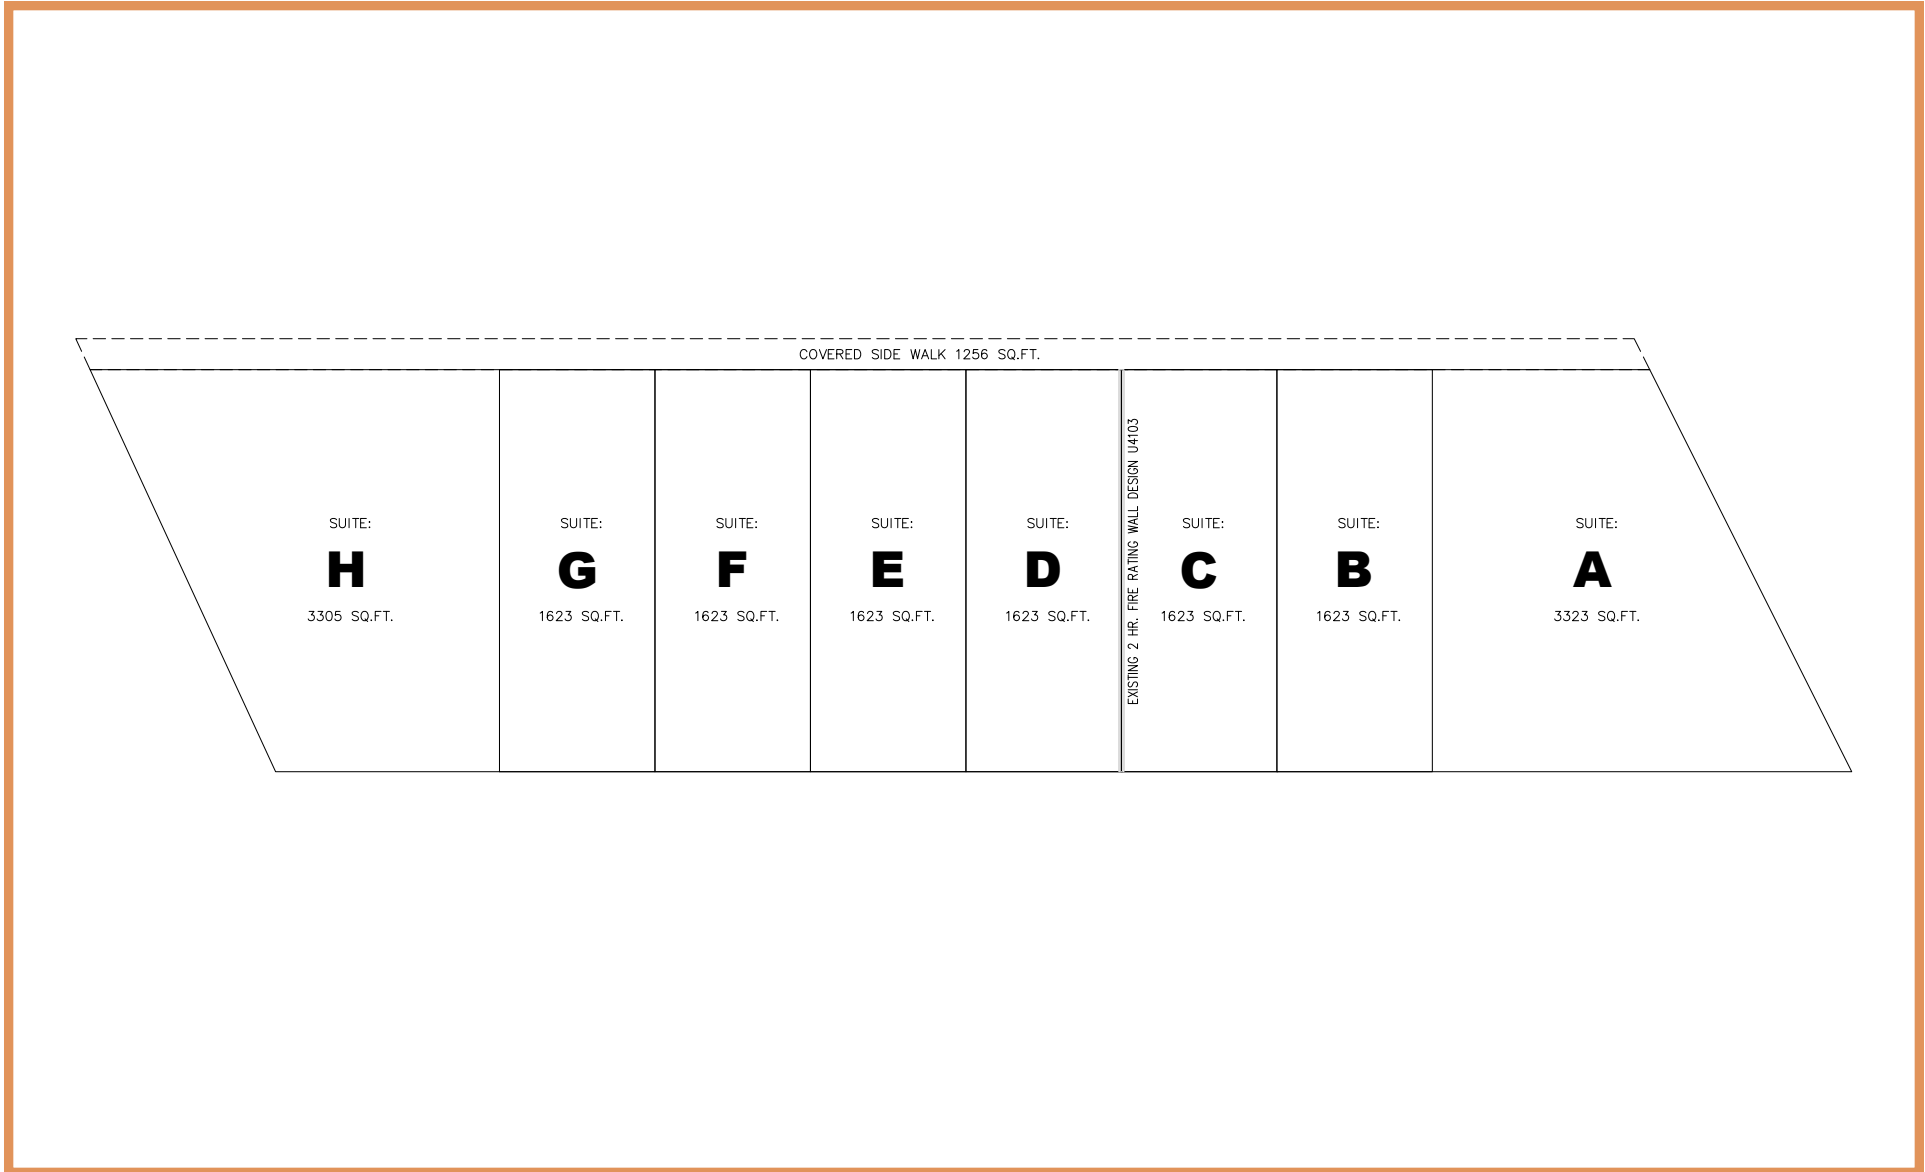 COVERED SIDE WALK 1256 SQ.FT.
SUITE:
H
3305 SQ.FT.
SUITE:
G
1623 SQ.FT.
SUITE:
F
1623 SQ.FT.
SUITE:
E
1623 SQ.FT.
SUITE:
D
1623 SQ.FT.
EXISTING 2 HR. FIRE RATING WALL DESIGN U4103
SUITE:
C
1623 SQ.FT.
SUITE:
B
1623 SQ.FT.
SUITE:
A
3323 SQ.FT.